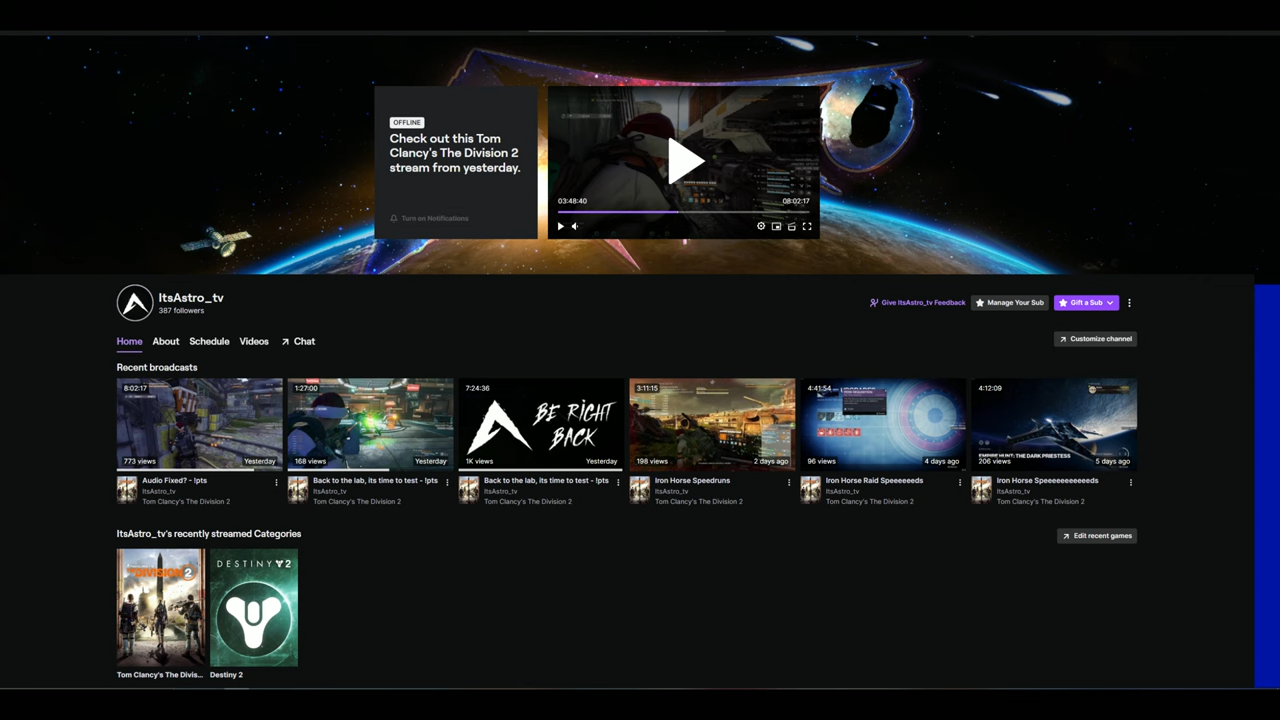 OFFLINE
Check out this Tom
Clancy's The Division 2
stream from yesterday.
Turn on Notifications
03:48:40
08:02:17
ItsAstro_tv
387 followers
Give ItsAstro_tv Feedback
Manage Your Sub
Gift a Sub
Home
About
Schedule
Videos
Chat
Customize channel
Recent broadcasts
8:02:17
773 views
Yesterday
Audio Fixed? - !pts
ItsAstro_tv
Tom Clancy's The Division 2
1:27:00
168 views
Yesterday
Back to the lab, its time to test - !pts
ItsAstro_tv
Tom Clancy's The Division 2
7:24:36
BE RIGHT
BACK
1K views
Yesterday
Back to the lab, its time to test - !pts
ItsAstro_tv
Tom Clancy's The Division 2
3:11:15
198 views
2 days ago
Iron Horse Speedruns
ItsAstro_tv
Tom Clancy's The Division 2
4:41:54
96 views
4 days ago
Iron Horse Raid Speeeeeds
ItsAstro_tv
Tom Clancy's The Division 2
4:12:09
EMPIRE HUNT: THE DARK PRIESTESS
206 views
5 days ago
Iron Horse Speeeeeeeeeeeds
ItsAstro_tv
Tom Clancy's The Division 2
ItsAstro_tv's recently streamed Categories
Edit recent games
DIVISION 2
DESTINY 2
Tom Clancy's The Divis...
Destiny 2